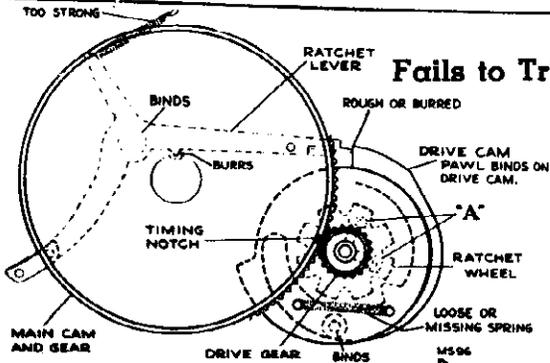 TOO STRONG
RATCHET
LEVER
Fails to Tr
BINDS
ROUGH OR BURRED
BURRS
DRIVE CAM
PAWL BINDS ON
DRIVE CAM.
"A"
TIMING
NOTCH
RATCHET
WHEEL
LOOSE OR
MISSING SPRING
MAIN CAM
AND GEAR
DRIVE GEAR
BINDS
MS96